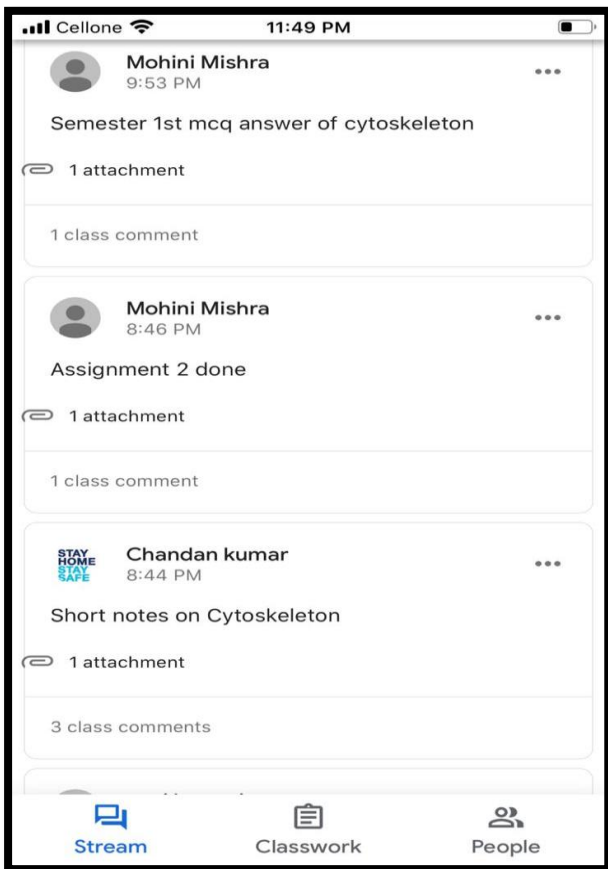 Cellone 11:49 PM
Mohini Mishra
9:53 PM
Semester 1st mcq answer of cytoskeleton
1 attachment
1 class comment
Mohini Mishra
8:46 PM
Assignment 2 done
1 attachment
1 class comment
STAY
HOME
STAY
SAFE
Chandan kumar
8:44 PM
Short notes on Cytoskeleton
1 attachment
3 class comments
Stream Classwork People